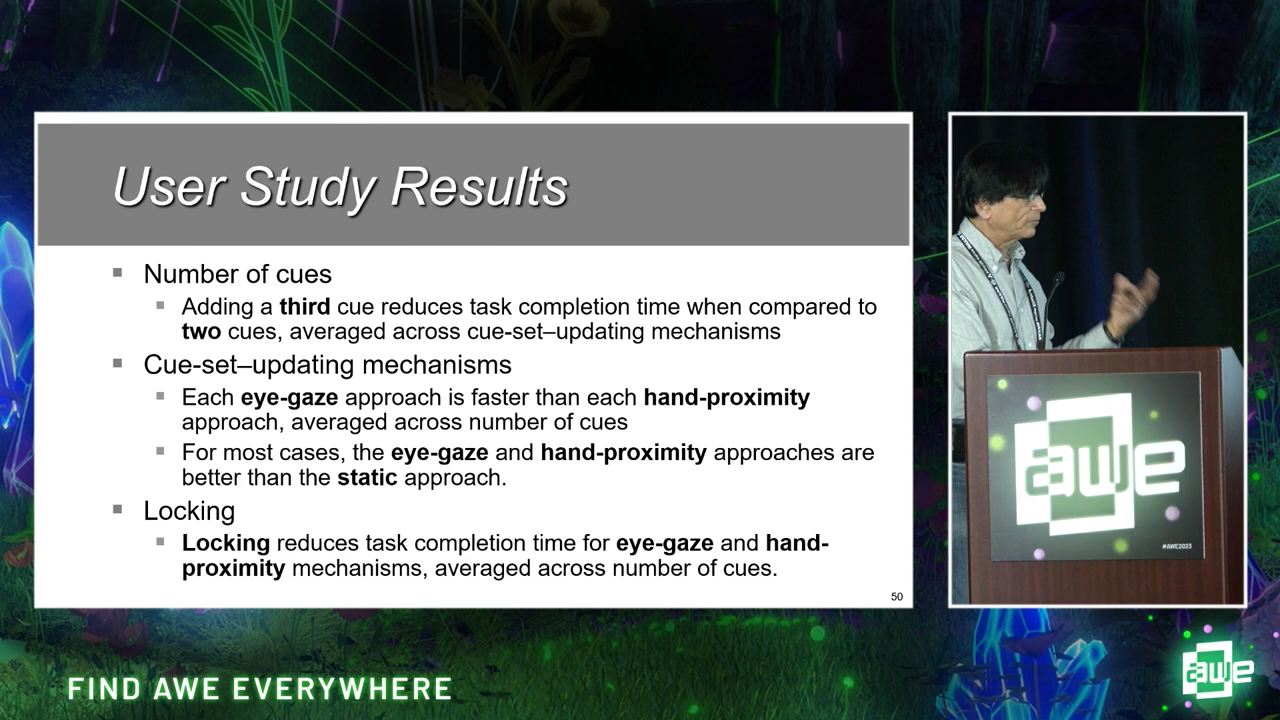 User Study Results
Number of cues
Adding a third cue reduces task completion time when compared to
two cues, averaged across cue-set–updating mechanisms
Cue-set–updating mechanisms
Each eye-gaze approach is faster than each hand-proximity
approach, averaged across number of cues
For most cases, the eye-gaze and hand-proximity approaches are
better than the static approach.
Locking
Locking reduces task completion time for eye-gaze and hand-
proximity mechanisms, averaged across number of cues.
50
awe
#AWE2023
FIND AWE EVERYWHERE
awe